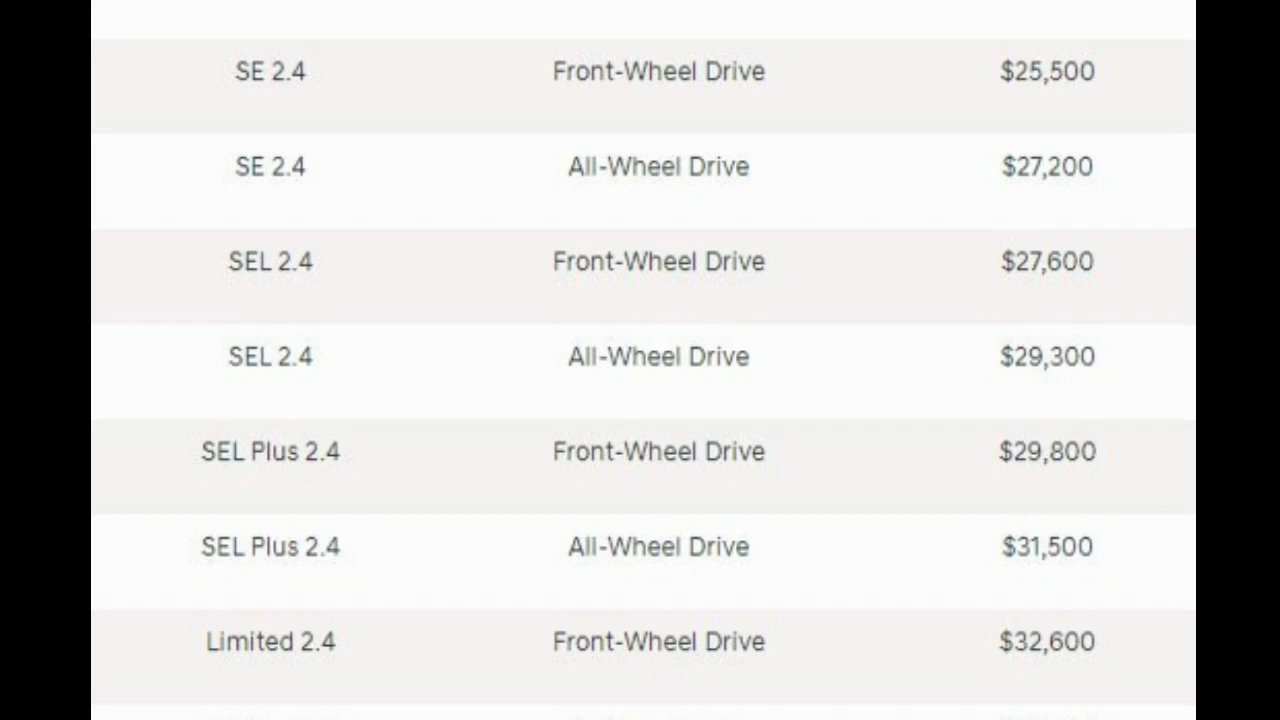 SE 2.4 Front-Wheel Drive $25,500
SE 2.4 All-Wheel Drive $27,200
SEL 2.4 Front-Wheel Drive $27,600
SEL 2.4 All-Wheel Drive $29,300
SEL Plus 2.4 Front-Wheel Drive $29,800
SEL Plus 2.4 All-Wheel Drive $31,500
Limited 2.4 Front-Wheel Drive $32,600